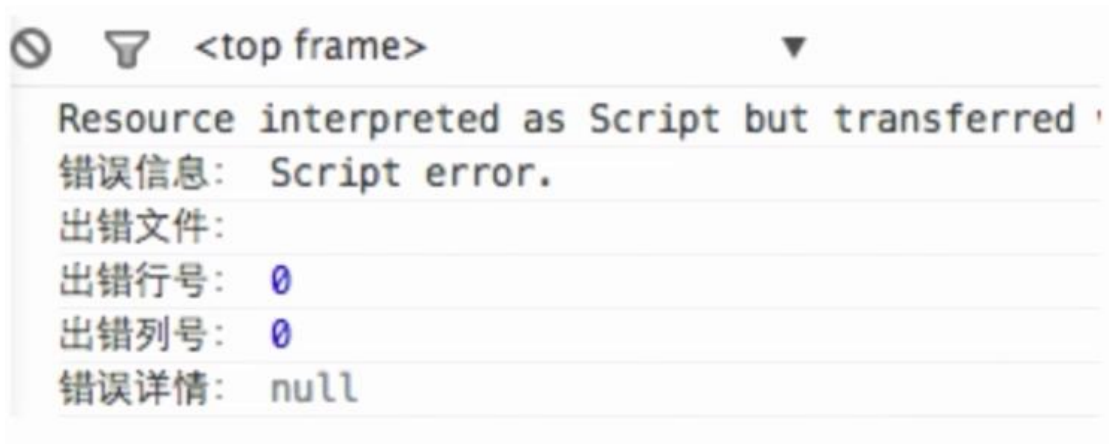 <top frame>
Resource interpreted as Script but transferred
错误信息: Script error.
出错文件:
出错行号: 0
出错列号: 0
错误详情: null